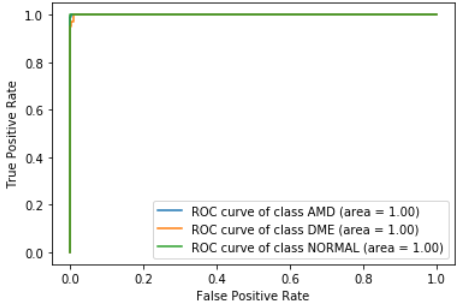 1.0
0.8
0.6
0.4
0.2
0.0
True Positive Rate
ROC curve of class AMD (area = 1.00)
ROC curve of class DME (area = 1.00)
ROC curve of class NORMAL (area = 1.00)
0.0 0.2 0.4 0.6 0.8 1.0
False Positive Rate